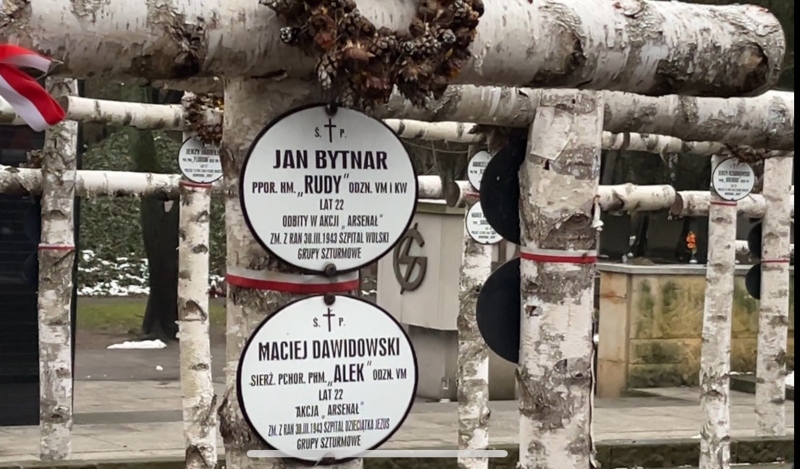 Ś. P.
JAN BYTNAR
PPOR. HM. „RUDY” ODZN. VM I KW
LAT 22
ODBITY W AKCJI „ARSENAŁ”
ZM. Z RAN 30.III.1943 SZPITAL WOLSKI
GRUPY SZTURMOWE
Ś. P.
MACIEJ DAWIDOWSKI
SIERŻ. PCHOR. PHM. „ALEK” ODZN. VM
LAT 22
AKCJA „ARSENAŁ”
ZM. Z RAN 30.III.1943 SZPITAL DZIECIĄTKA JEZUS
GRUPY SZTURMOWE